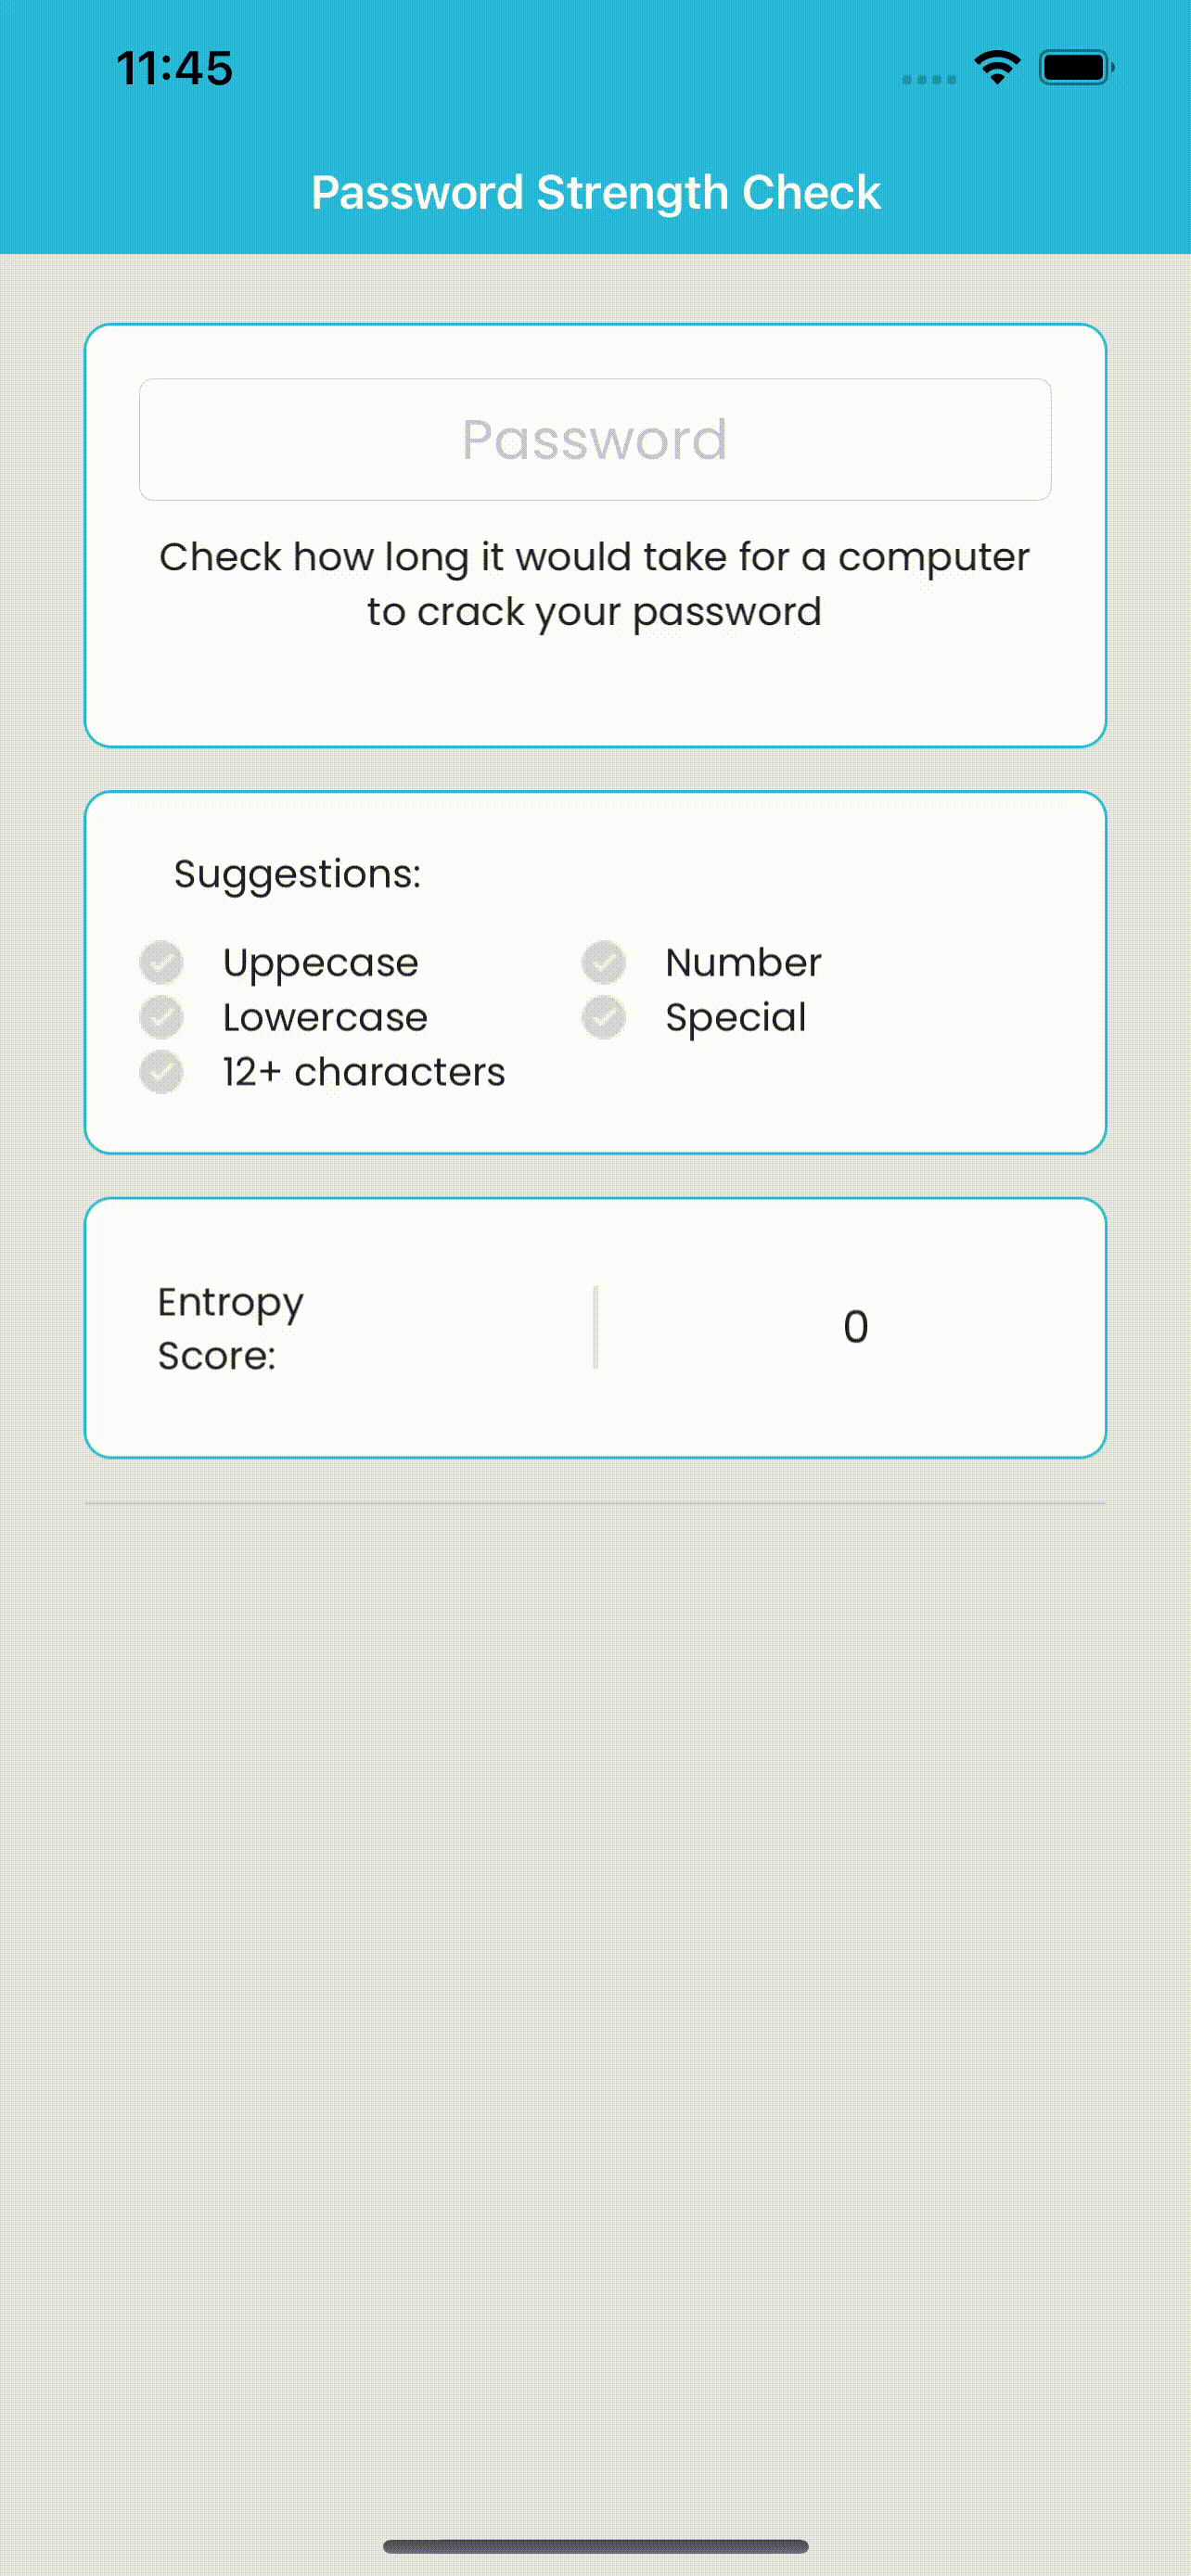 11:45
Password Strength Check
Password
Check how long it would take for a computer
to crack your password
Suggestions:
Uppecase
Number
Lowercase
Special
12+ characters
Entropy
Score:
0